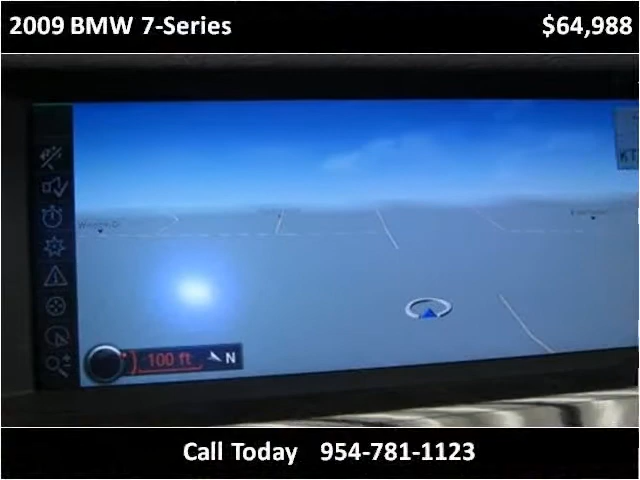 2009 BMW 7-Series
$64,988
100 ft
N
Call Today 954-781-1123